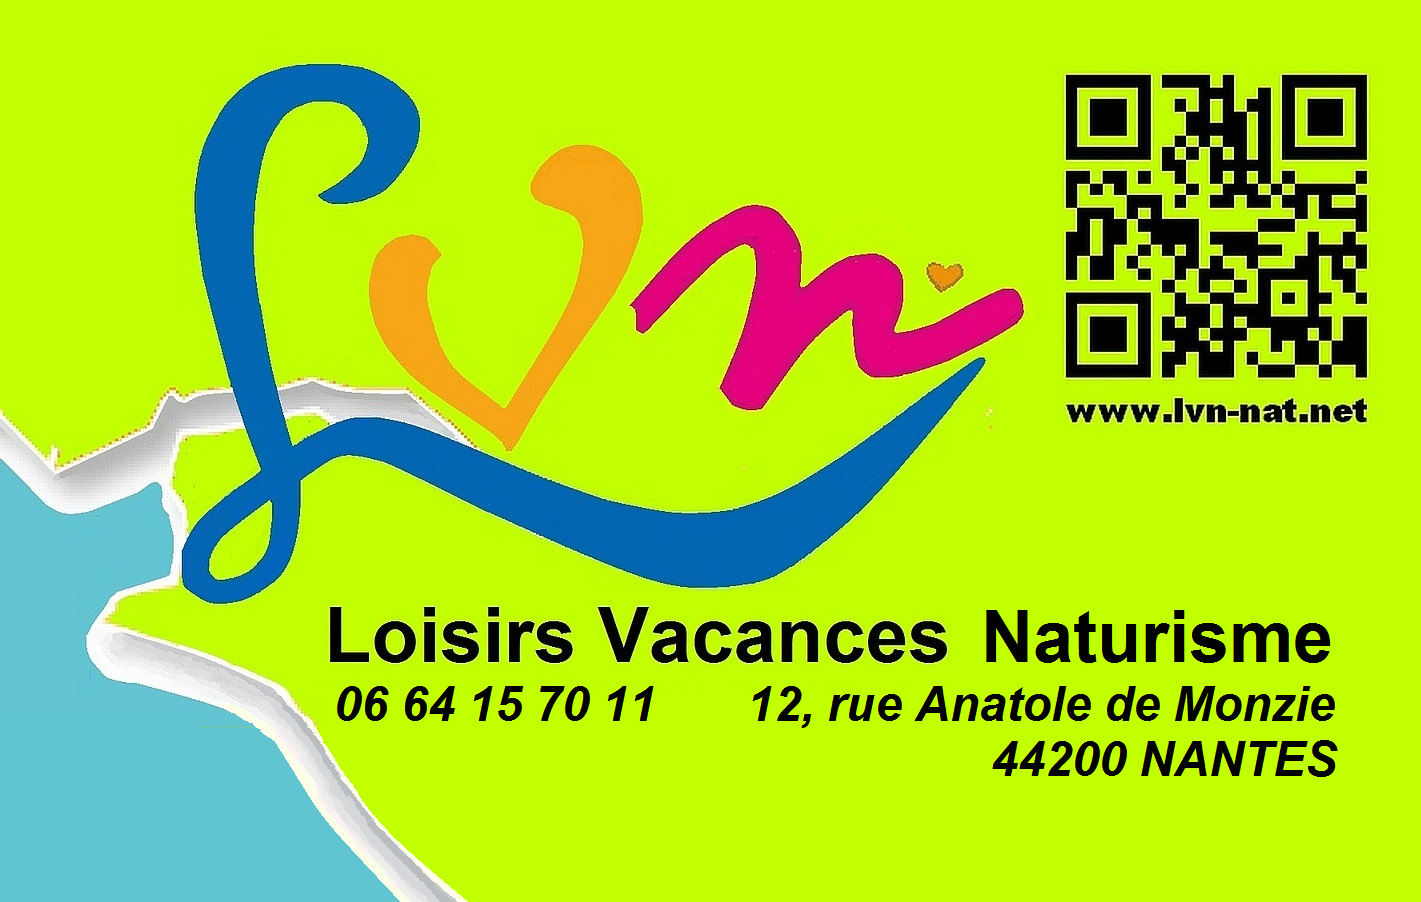 Lvn
www.lvn-nat.net
Loisirs Vacances Naturisme
06 64 15 70 11 12, rue Anatole de Monzie
44200 NANTES